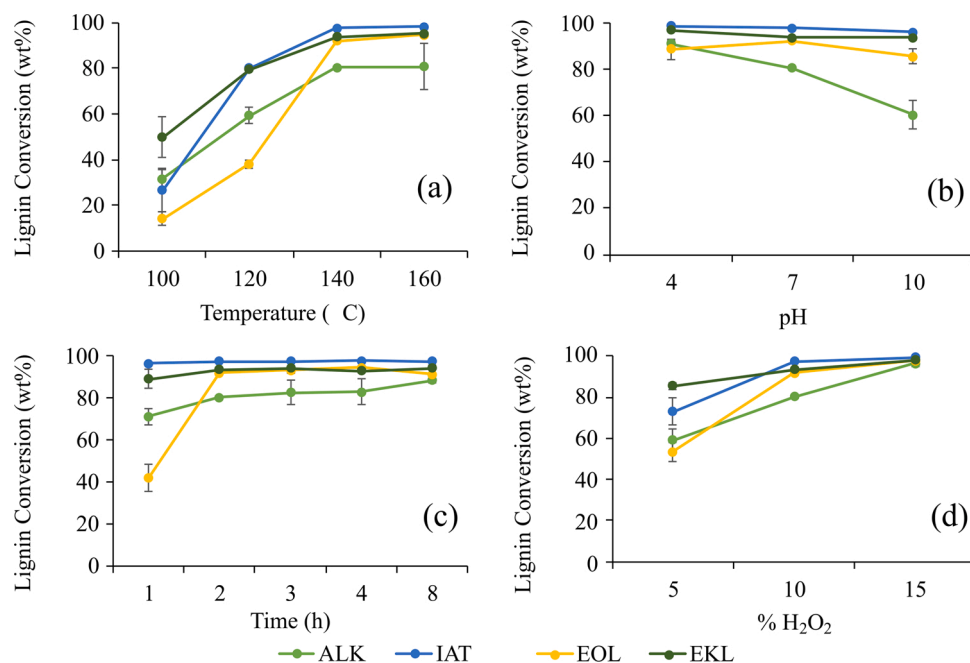 Lignin Conversion (wt%)
100
80
60
40
20
0
(a)
100 120 140 160
Temperature ( C)
Lignin Conversion (wt%)
100
80
60
40
20
0
(b)
4 7 10
pH
Lignin Conversion (wt%)
100
80
60
40
20
0
(c)
1 2 3 4 8
Time (h)
Lignin Conversion (wt%)
100
80
60
40
20
0
(d)
5 10 15
% H₂O₂
ALK IAT EOL EKL